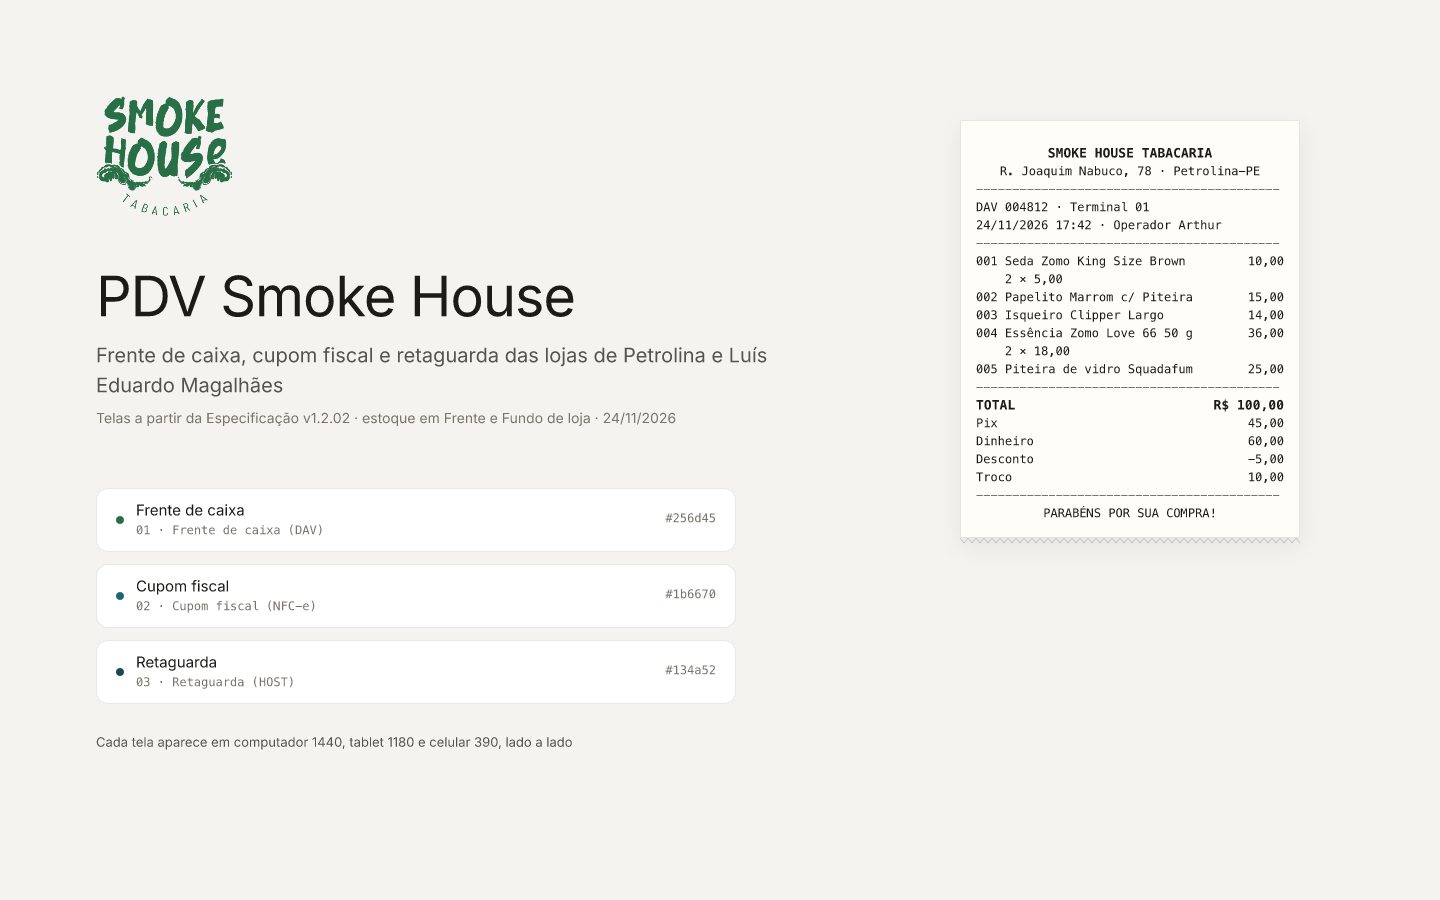 SMOKE
HOUSE
TABACARIA
PDV Smoke House
Frente de caixa, cupom fiscal e retaguarda das lojas de Petrolina e Luís
Eduardo Magalhães
Telas a partir da Especificação v1.2.02 · estoque em Frente e Fundo de loja · 24/11/2026
Frente de caixa
01 · Frente de caixa (DAV)
#256d45
Cupom fiscal
02 · Cupom fiscal (NFC-e)
#1b6670
Retaguarda
03 · Retaguarda (HOST)
#134a52
Cada tela aparece em computador 1440, tablet 1180 e celular 390, lado a lado
SMOKE HOUSE TABACARIA
R. Joaquim Nabuco, 78 · Petrolina-PE
DAV 004812 · Terminal 01
24/11/2026 17:42 · Operador Arthur
001 Seda Zomo King Size Brown 10,00
2 × 5,00
002 Papelito Marrom c/ Piteira 15,00
003 Isqueiro Clipper Largo 14,00
004 Essência Zomo Love 66 50 g 36,00
2 × 18,00
005 Piteira de vidro Squadafum 25,00
TOTAL R$ 100,00
Pix 45,00
Dinheiro 60,00
Desconto −5,00
Troco 10,00
PARABÉNS POR SUA COMPRA!